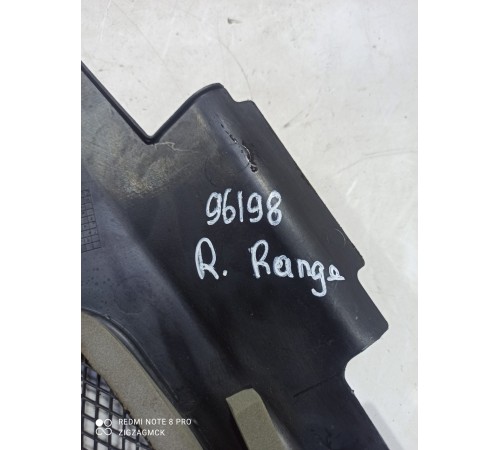 96198
R. Range
REDMI NOTE 8 PRO
ZIGZAGMCK